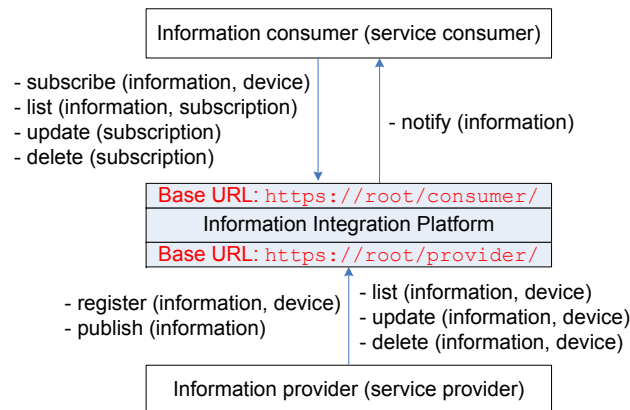 Information consumer (service consumer)
- subscribe (information, device)
- list (information, subscription)
- update (subscription)
- delete (subscription)
- notify (information)
Base URL: https://root/consumer/
Information Integration Platform
Base URL: https://root/provider/
- register (information, device)
- publish (information)
- list (information, device)
- update (information, device)
- delete (information, device)
Information provider (service provider)